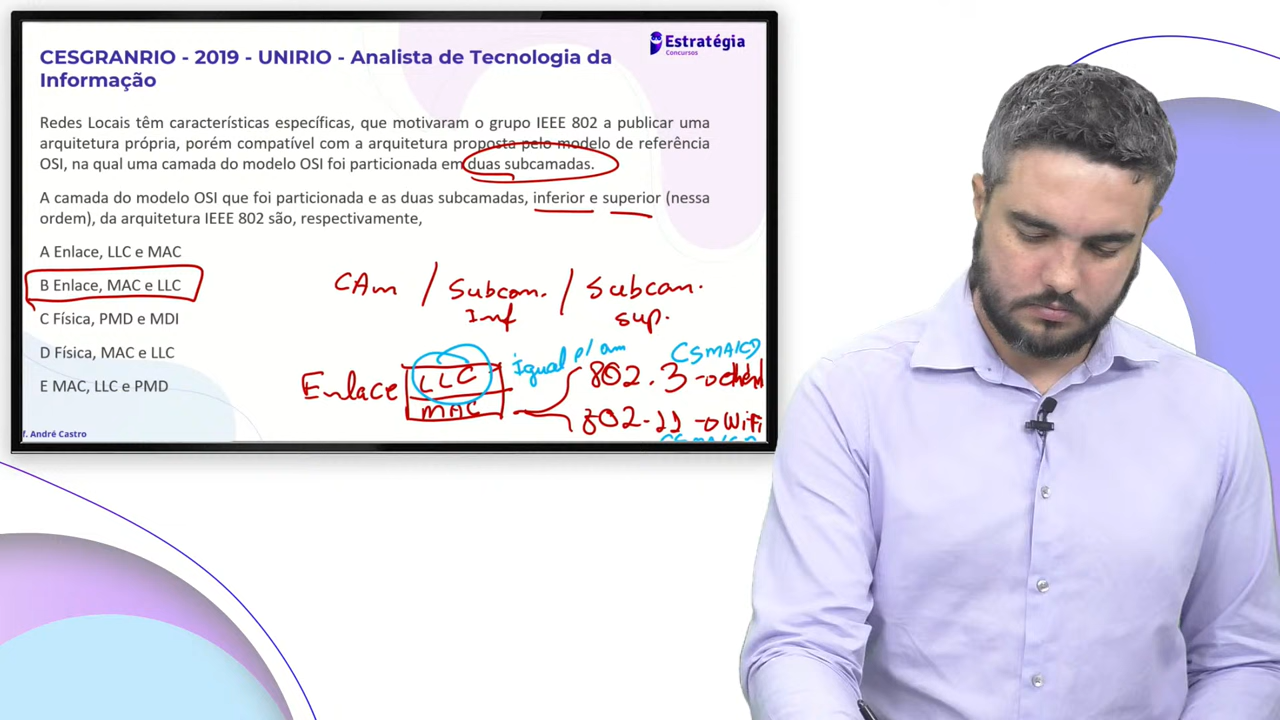 CESGRANRIO - 2019 - UNIRIO - Analista de Tecnologia da
Informação
Estratégia
Concursos
Redes Locais têm características específicas, que motivaram o grupo IEEE 802 a publicar uma
arquitetura própria, porém compatível com a arquitetura proposta pelo modelo de referência
OSI, na qual uma camada do modelo OSI foi particionada em duas subcamadas.
A camada do modelo OSI que foi particionada e as duas subcamadas, inferior e superior (nessa
ordem), da arquitetura IEEE 802 são, respectivamente,
A Enlace, LLC e MAC
B Enlace, MAC e LLC
C Física, PMD e MDI
D Física, MAC e LLC
E MAC, LLC e PMD
CAm / Subcam. / Subcam.
Inf sup.
igual p/ am CSMA/CD
Enlace LLC 802.3
MAC 802.11 WiFi
f. André Castro